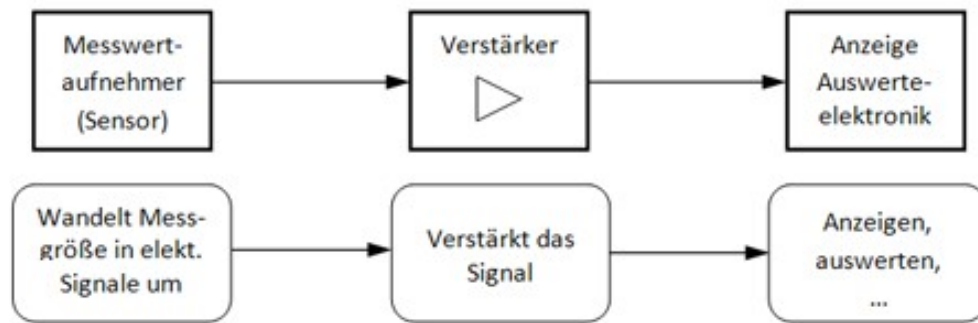 Messwert-
aufnehmer
(Sensor)
Verstärker
Anzeige
Auswerte-
elektronik
Wandelt Mess-
größe in elekt.
Signale um
Verstärkt das
Signal
Anzeigen,
auswerten,
...